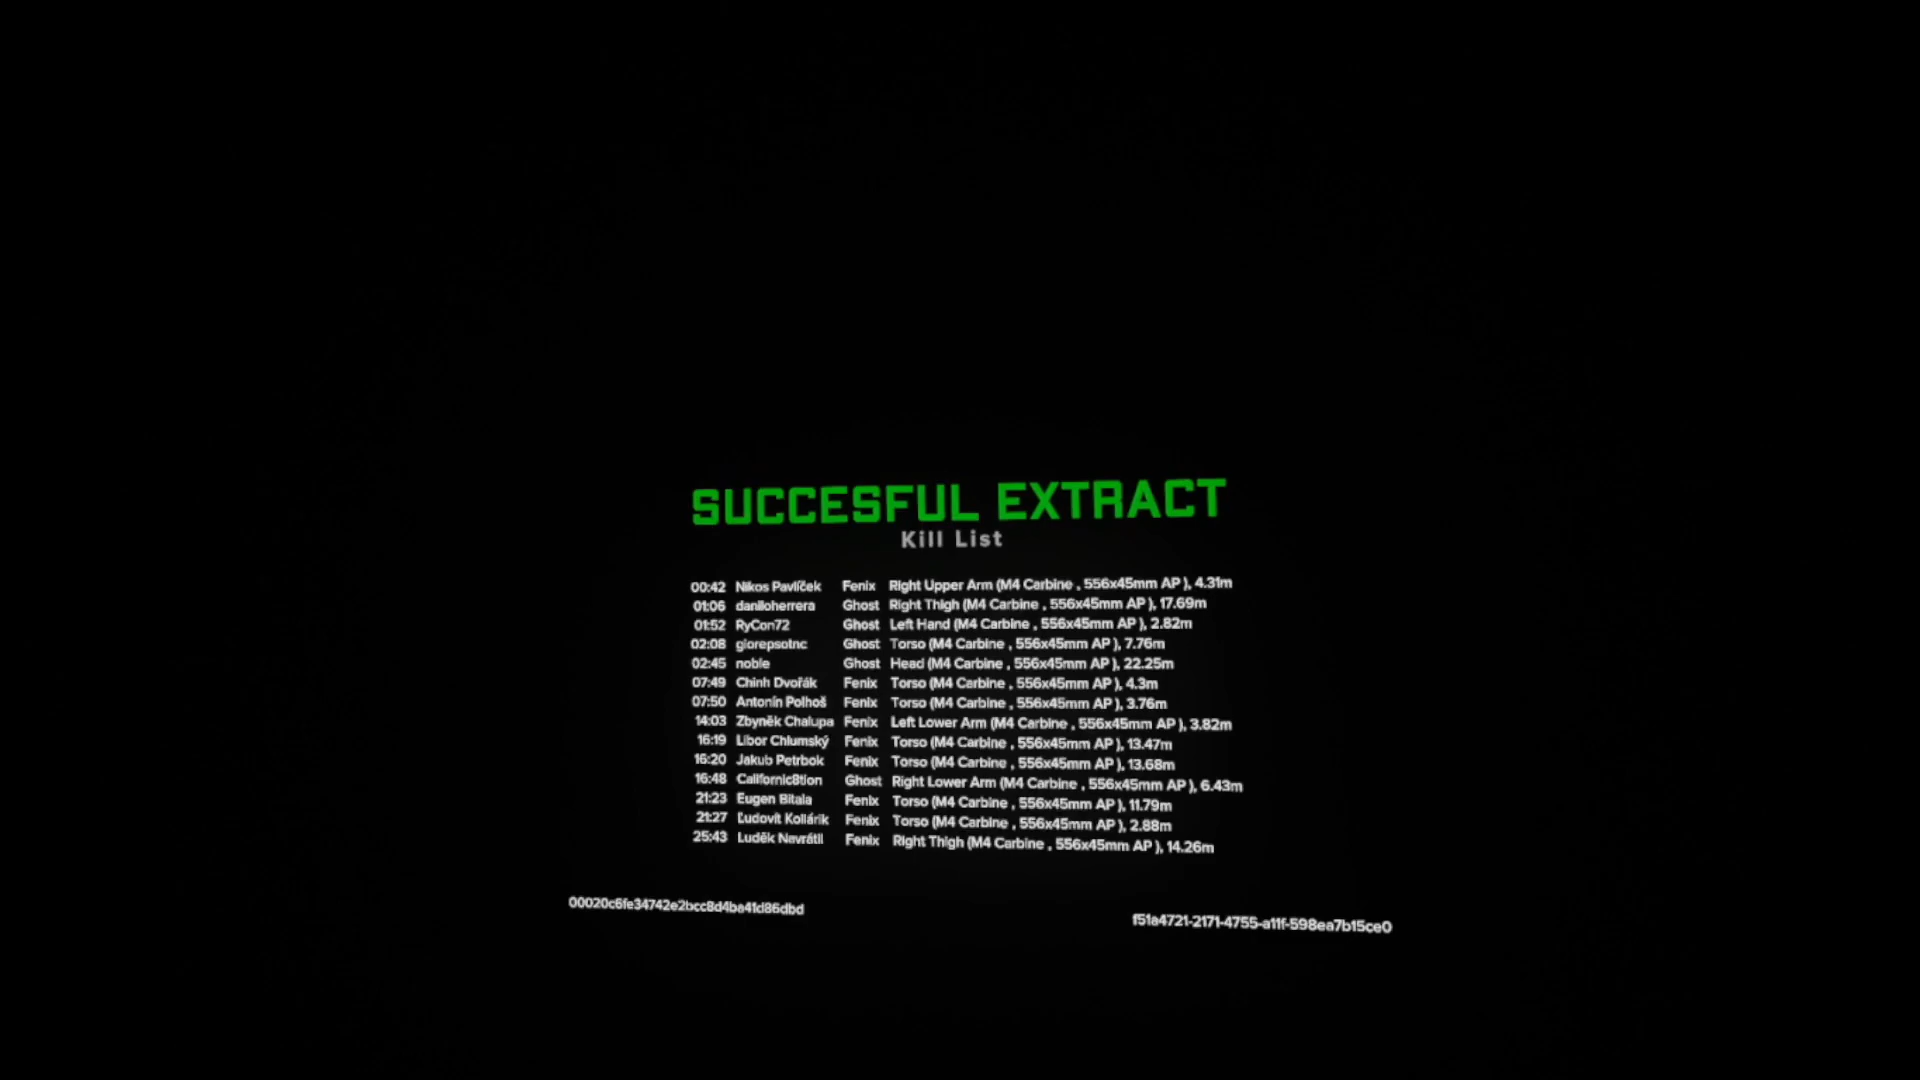 SUCCESFUL EXTRACT
Kill List
00:42 Nikos Pavlíček Fenix Right Upper Arm (M4 Carbine , 556x45mm AP ), 4.31m
01:06 daniloherrera Ghost Right Thigh (M4 Carbine , 556x45mm AP ), 17.69m
01:52 RyCon72 Ghost Left Hand (M4 Carbine , 556x45mm AP ), 2.82m
02:08 giorepsotnc Ghost Torso (M4 Carbine , 556x45mm AP ), 7.76m
02:45 noble Ghost Head (M4 Carbine , 556x45mm AP ), 22.25m
07:49 Chinh Dvořák Fenix Torso (M4 Carbine , 556x45mm AP ), 4.3m
07:50 Antonín Polhoš Fenix Torso (M4 Carbine , 556x45mm AP ), 3.76m
14:03 Zbyněk Chalupa Fenix Left Lower Arm (M4 Carbine , 556x45mm AP ), 3.82m
16:19 Libor Chlumský Fenix Torso (M4 Carbine , 556x45mm AP ), 13.47m
16:20 Jakub Petrbok Fenix Torso (M4 Carbine , 556x45mm AP ), 13.68m
16:48 Californic8tion Ghost Right Lower Arm (M4 Carbine , 556x45mm AP ), 6.43m
21:23 Eugen Bitala Fenix Torso (M4 Carbine , 556x45mm AP ), 11.79m
21:27 Ľudovít Kollárik Fenix Torso (M4 Carbine , 556x45mm AP ), 2.88m
25:43 Luděk Navrátil Fenix Right Thigh (M4 Carbine , 556x45mm AP ), 14.26m
00020c6fe34742e2bcc8d4ba41d86dbd
f51a4721-2171-4755-a11f-598ea7b15ce0